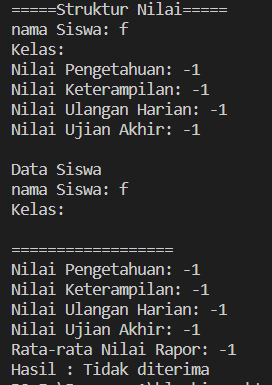 =====Struktur Nilai=====
nama Siswa: f
Kelas:
Nilai Pengetahuan: -1
Nilai Keterampilan: -1
Nilai Ulangan Harian: -1
Nilai Ujian Akhir: -1
Data Siswa
nama Siswa: f
Kelas:
==================
Nilai Pengetahuan: -1
Nilai Keterampilan: -1
Nilai Ulangan Harian: -1
Nilai Ujian Akhir: -1
Rata-rata Nilai Rapor: -1
Hasil : Tidak diterima